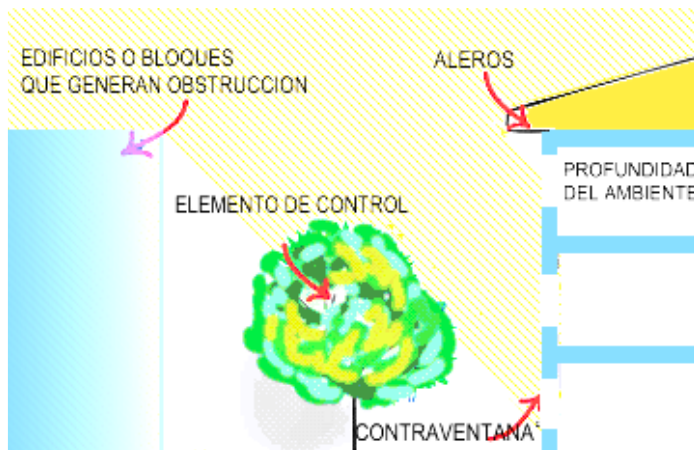 EDIFICIOS O BLOQUES
QUE GENERAN OBSTRUCCION
ALEROS
PROFUNDIDAD
DEL AMBIENTE
ELEMENTO DE CONTROL
CONTRAVENTANA